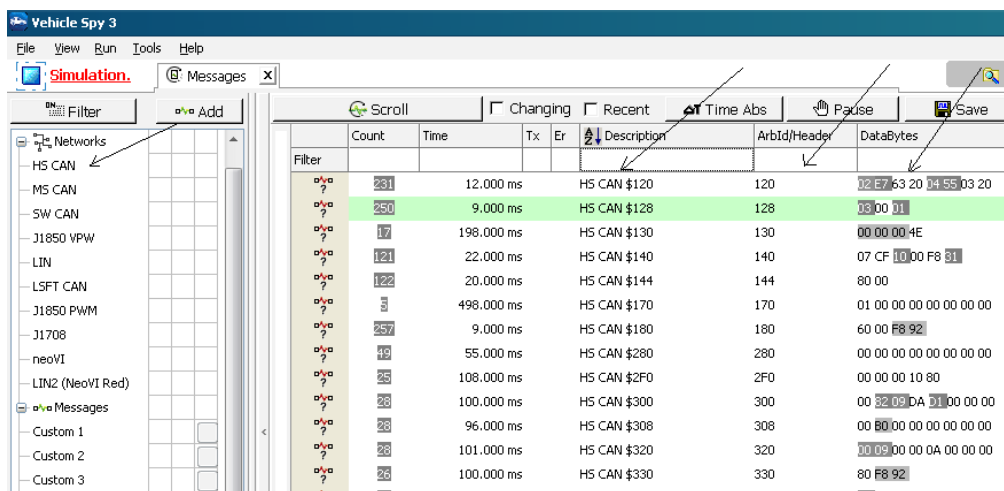 Vehicle Spy 3
File View Run Tools Help
Simulation. Messages X
Filter Add Scroll Changing Recent Time Abs Pause Save
Networks
HS CAN
MS CAN
SW CAN
J1850 VPW
LIN
LSFT CAN
J1850 PWM
J1708
neoVI
LIN2 (NeoVI Red)
Messages
Custom 1
Custom 2
Custom 3
Count Time Tx Er Description ArbId/Header DataBytes
Filter
231 12.000 ms HS CAN $120 120 02 E7 63 20 04 55 03 20
250 9.000 ms HS CAN $128 128 03 00 01
17 198.000 ms HS CAN $130 130 00 00 00 4E
121 22.000 ms HS CAN $140 140 07 CF 10 00 F8 31
122 20.000 ms HS CAN $144 144 80 00
5 498.000 ms HS CAN $170 170 01 00 00 00 00 00 00 00
257 9.000 ms HS CAN $180 180 60 00 F8 92
49 55.000 ms HS CAN $280 280 00 00 00 00 00 00 00 00
25 108.000 ms HS CAN $2F0 2F0 00 00 00 10 80
28 100.000 ms HS CAN $300 300 00 82 09 DA D1 00 00 00
28 96.000 ms HS CAN $308 308 00 B0 00 00 00 00 00 00
28 101.000 ms HS CAN $320 320 00 09 00 00 0A 00 00 00
26 100.000 ms HS CAN $330 330 80 F8 92